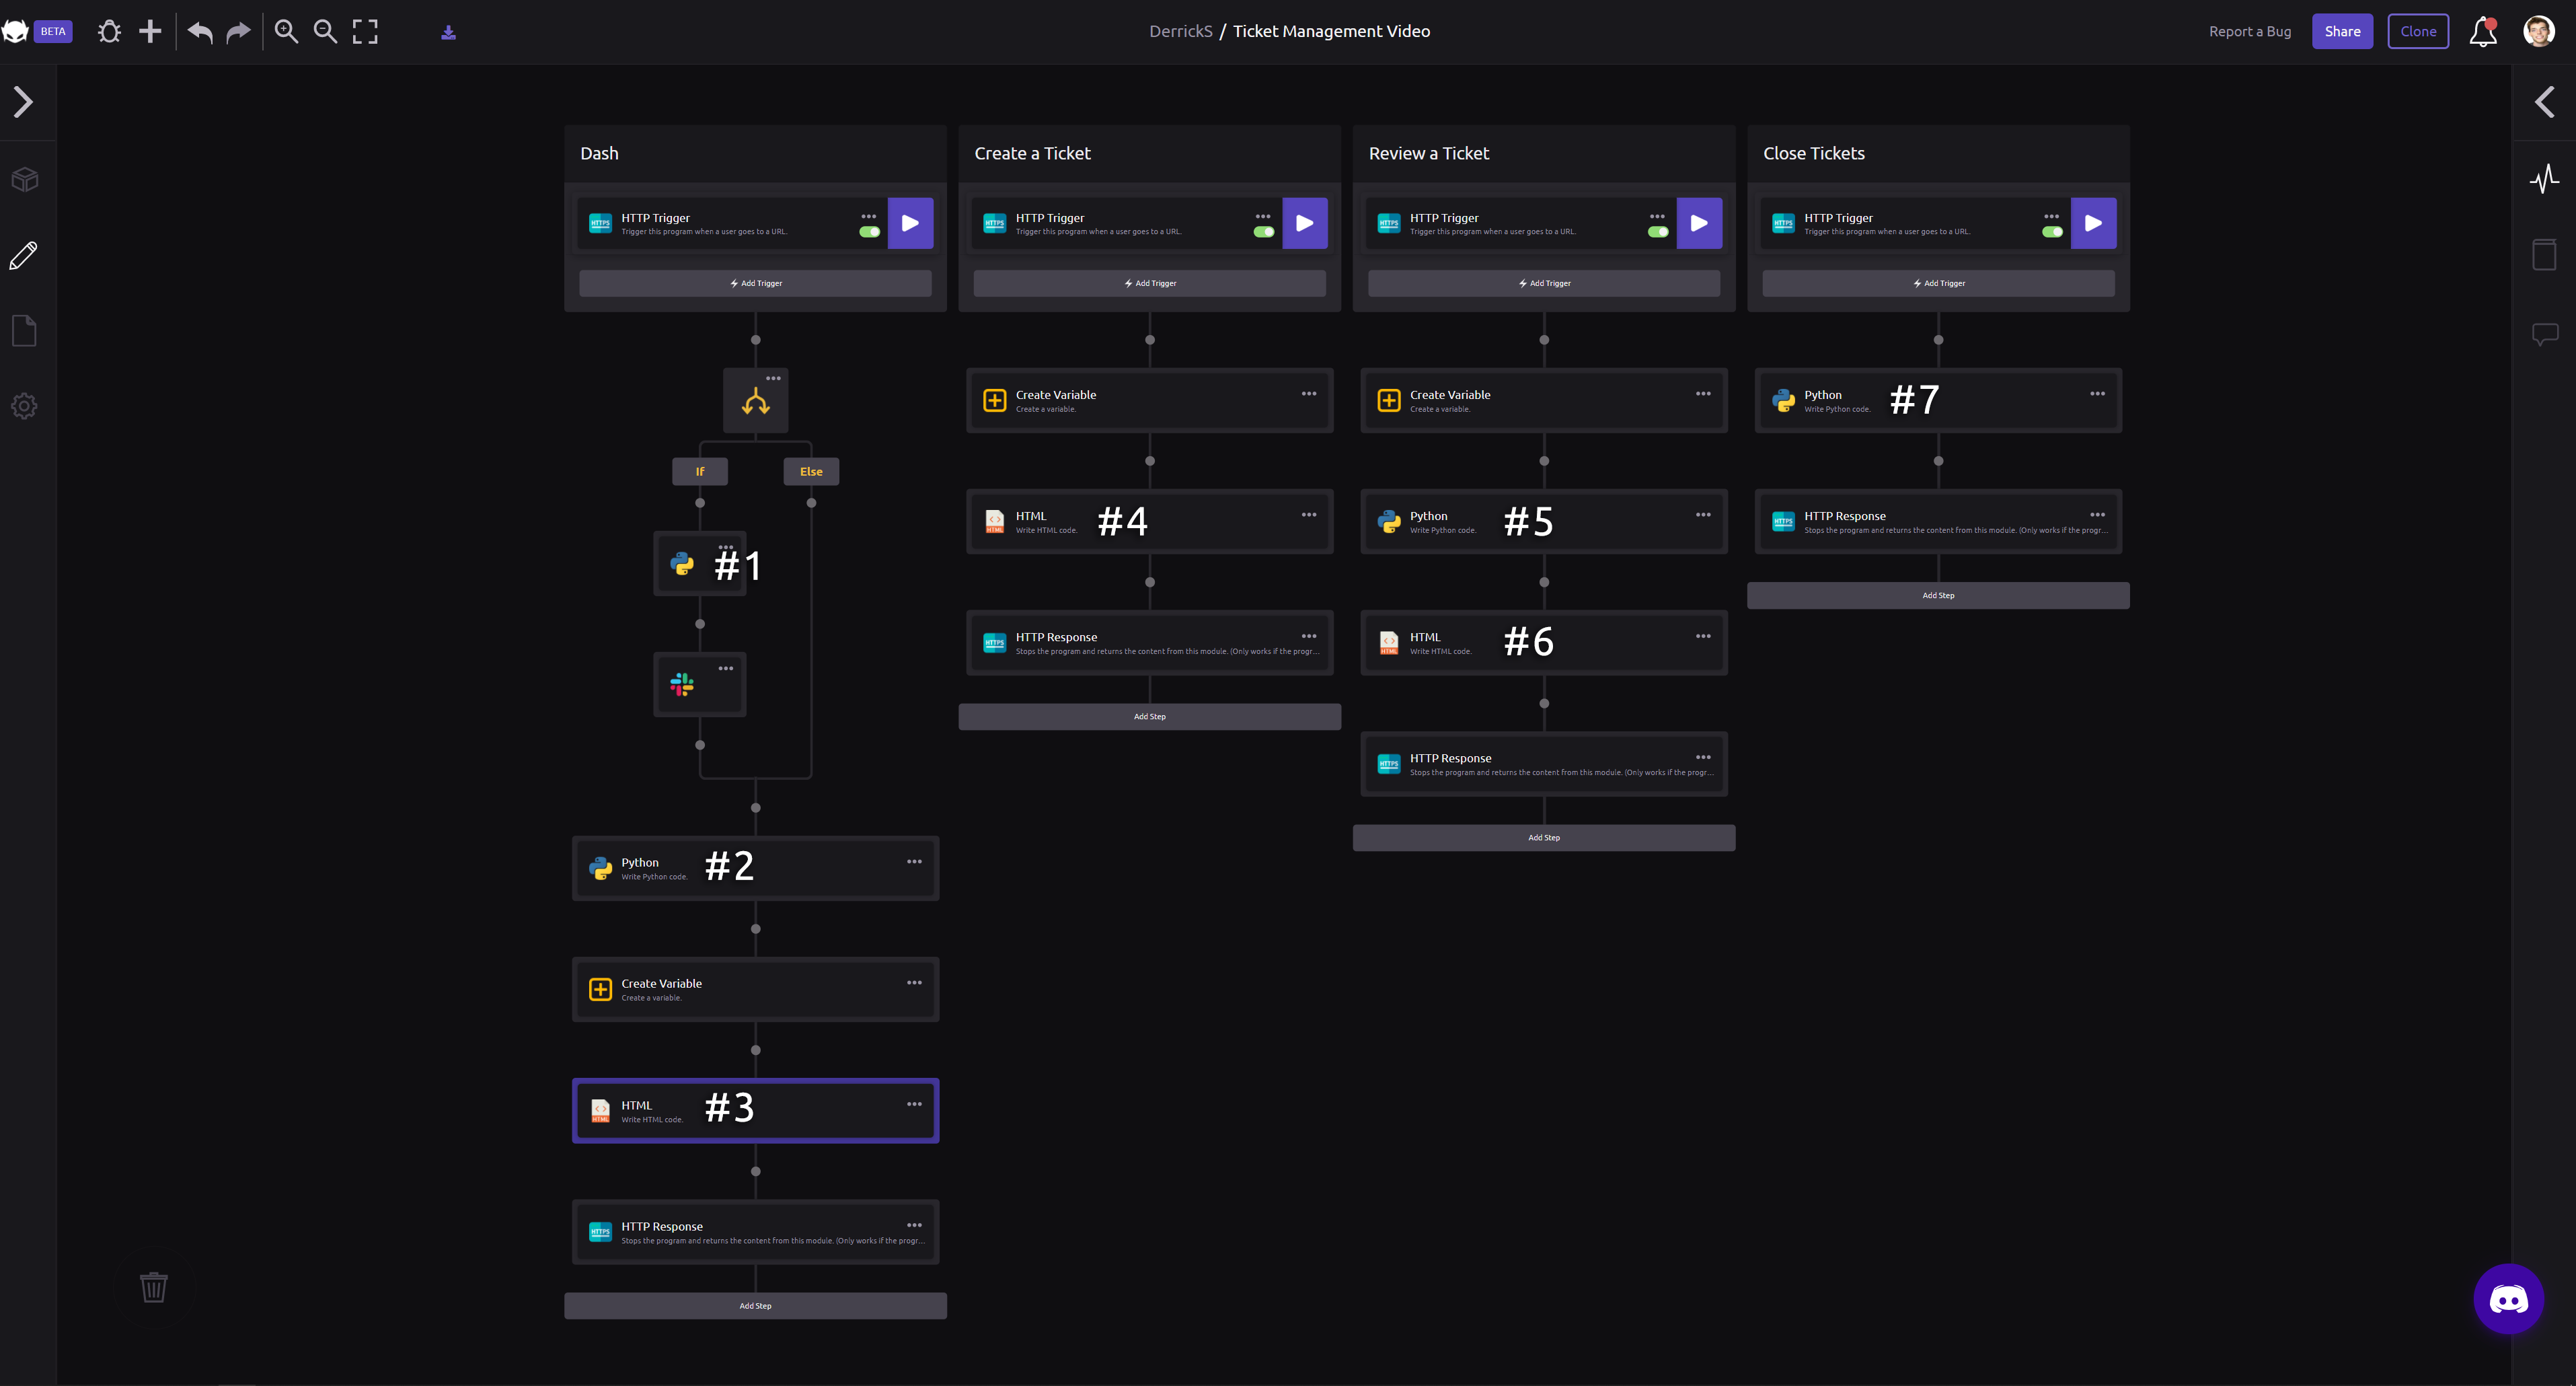 BETA
DerrickS / Ticket Management Video
Report a Bug
Share
Clone
Dash
HTTP Trigger
Trigger this program when a user goes to a URL.
Add Trigger
If
Else
#1
Python
Write Python code.
#2
Create Variable
Create a variable.
HTML
Write HTML code.
#3
HTTP Response
Stops the program and returns the content from this module. (Only works if the progr...
Add Step
Create a Ticket
HTTP Trigger
Trigger this program when a user goes to a URL.
Add Trigger
Create Variable
Create a variable.
HTML
Write HTML code.
#4
HTTP Response
Stops the program and returns the content from this module. (Only works if the progr...
Add Step
Review a Ticket
HTTP Trigger
Trigger this program when a user goes to a URL.
Add Trigger
Create Variable
Create a variable.
Python
Write Python code.
#5
HTML
Write HTML code.
#6
HTTP Response
Stops the program and returns the content from this module. (Only works if the progr...
Add Step
Close Tickets
HTTP Trigger
Trigger this program when a user goes to a URL.
Add Trigger
Python
Write Python code.
#7
HTTP Response
Stops the program and returns the content from this module. (Only works if the progr...
Add Step